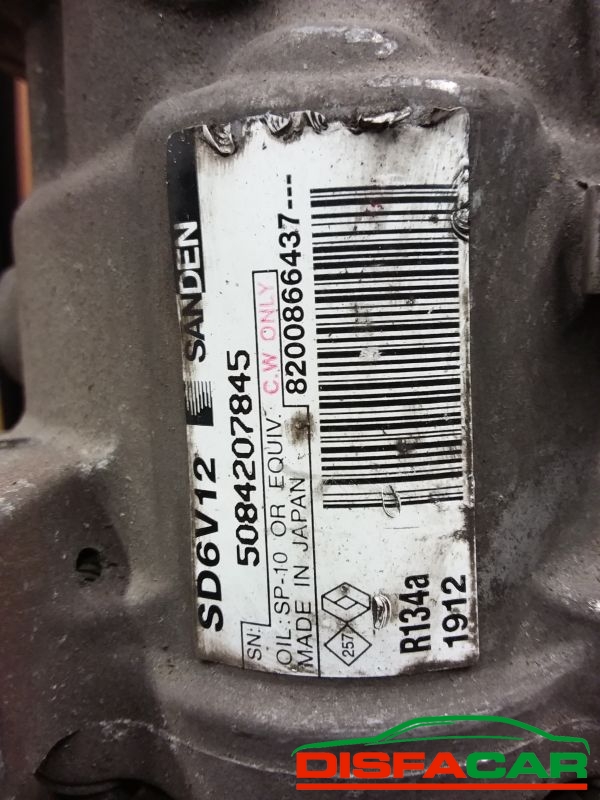 SD6V12 SANDEN
SN: 5084207845
OIL: SP-10 OR EQUIV. C.W ONLY
MADE IN JAPAN 8200866437---
257
R134a
1912
DISFACAR